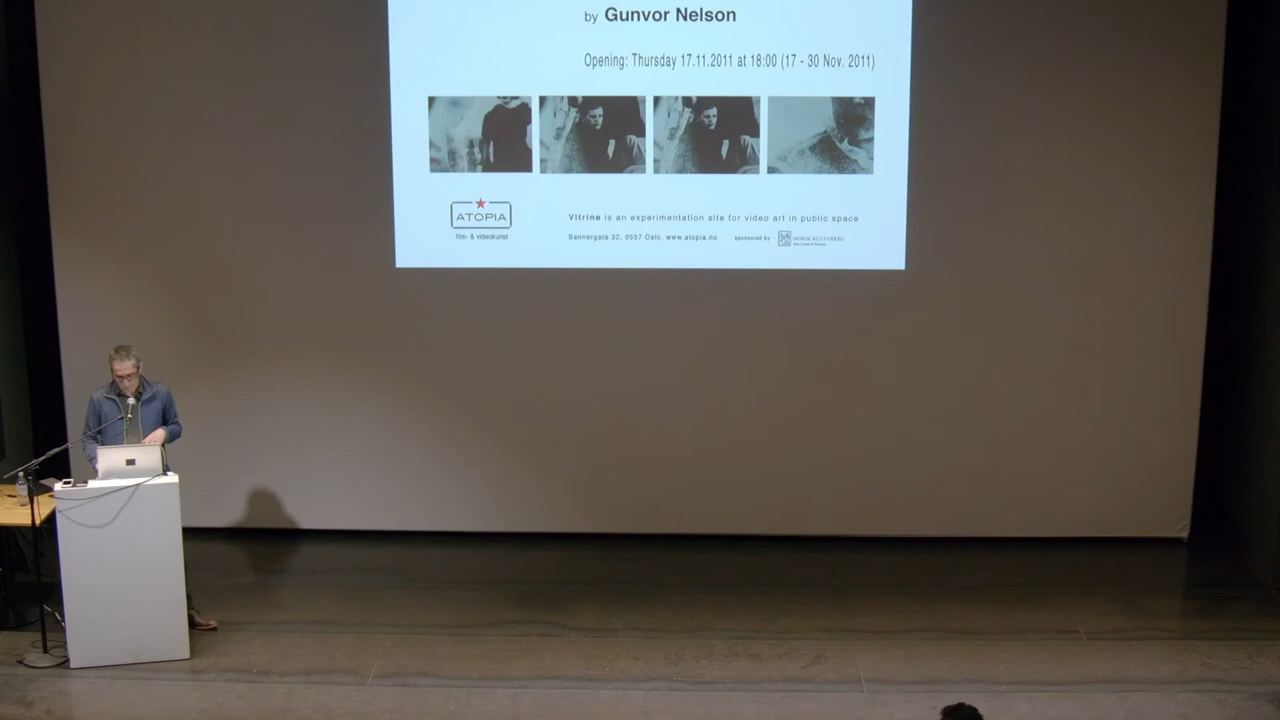 by Gunvor Nelson
Opening: Thursday 17.11.2011 at 18:00 (17 - 30 Nov. 2011)
ATOPIA
film- & videokunst
Vitrine is an experimentation site for video art in public space
Sannergata 32, 0557 Oslo, www.atopia.no
sponsored by
NORSK KULTURRÅD